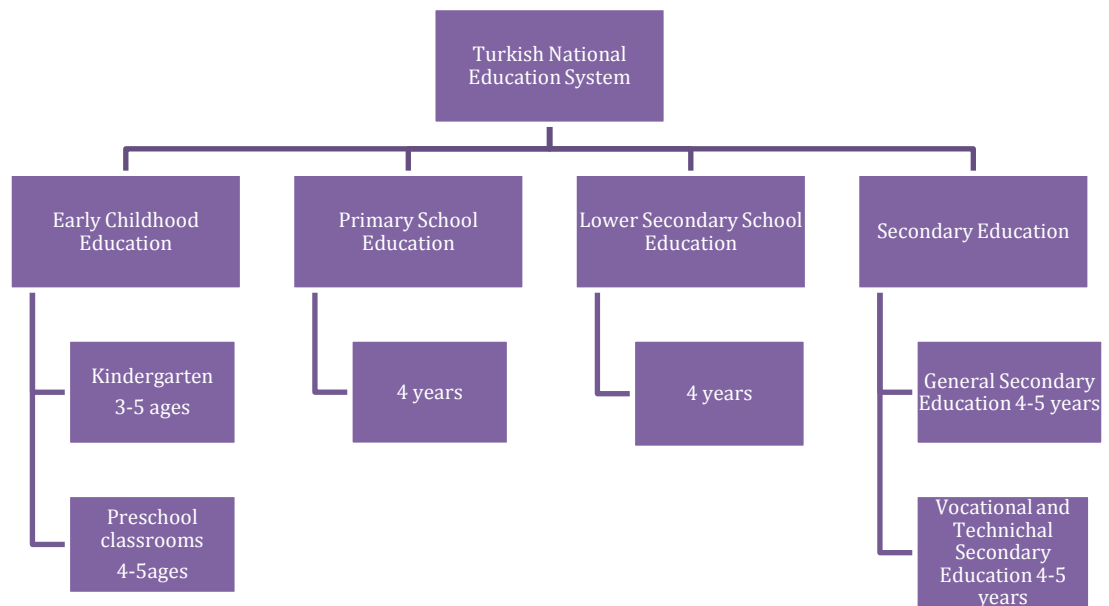 Turkish National
Education System
Early Childhood
Education
Primary School
Education
Lower Secondary School
Education
Secondary Education
Kindergarten
3-5 ages
4 years
4 years
General Secondary
Education 4-5 years
Preschool
classrooms
4-5ages
Vocational and
Technichal
Secondary
Education 4-5
years